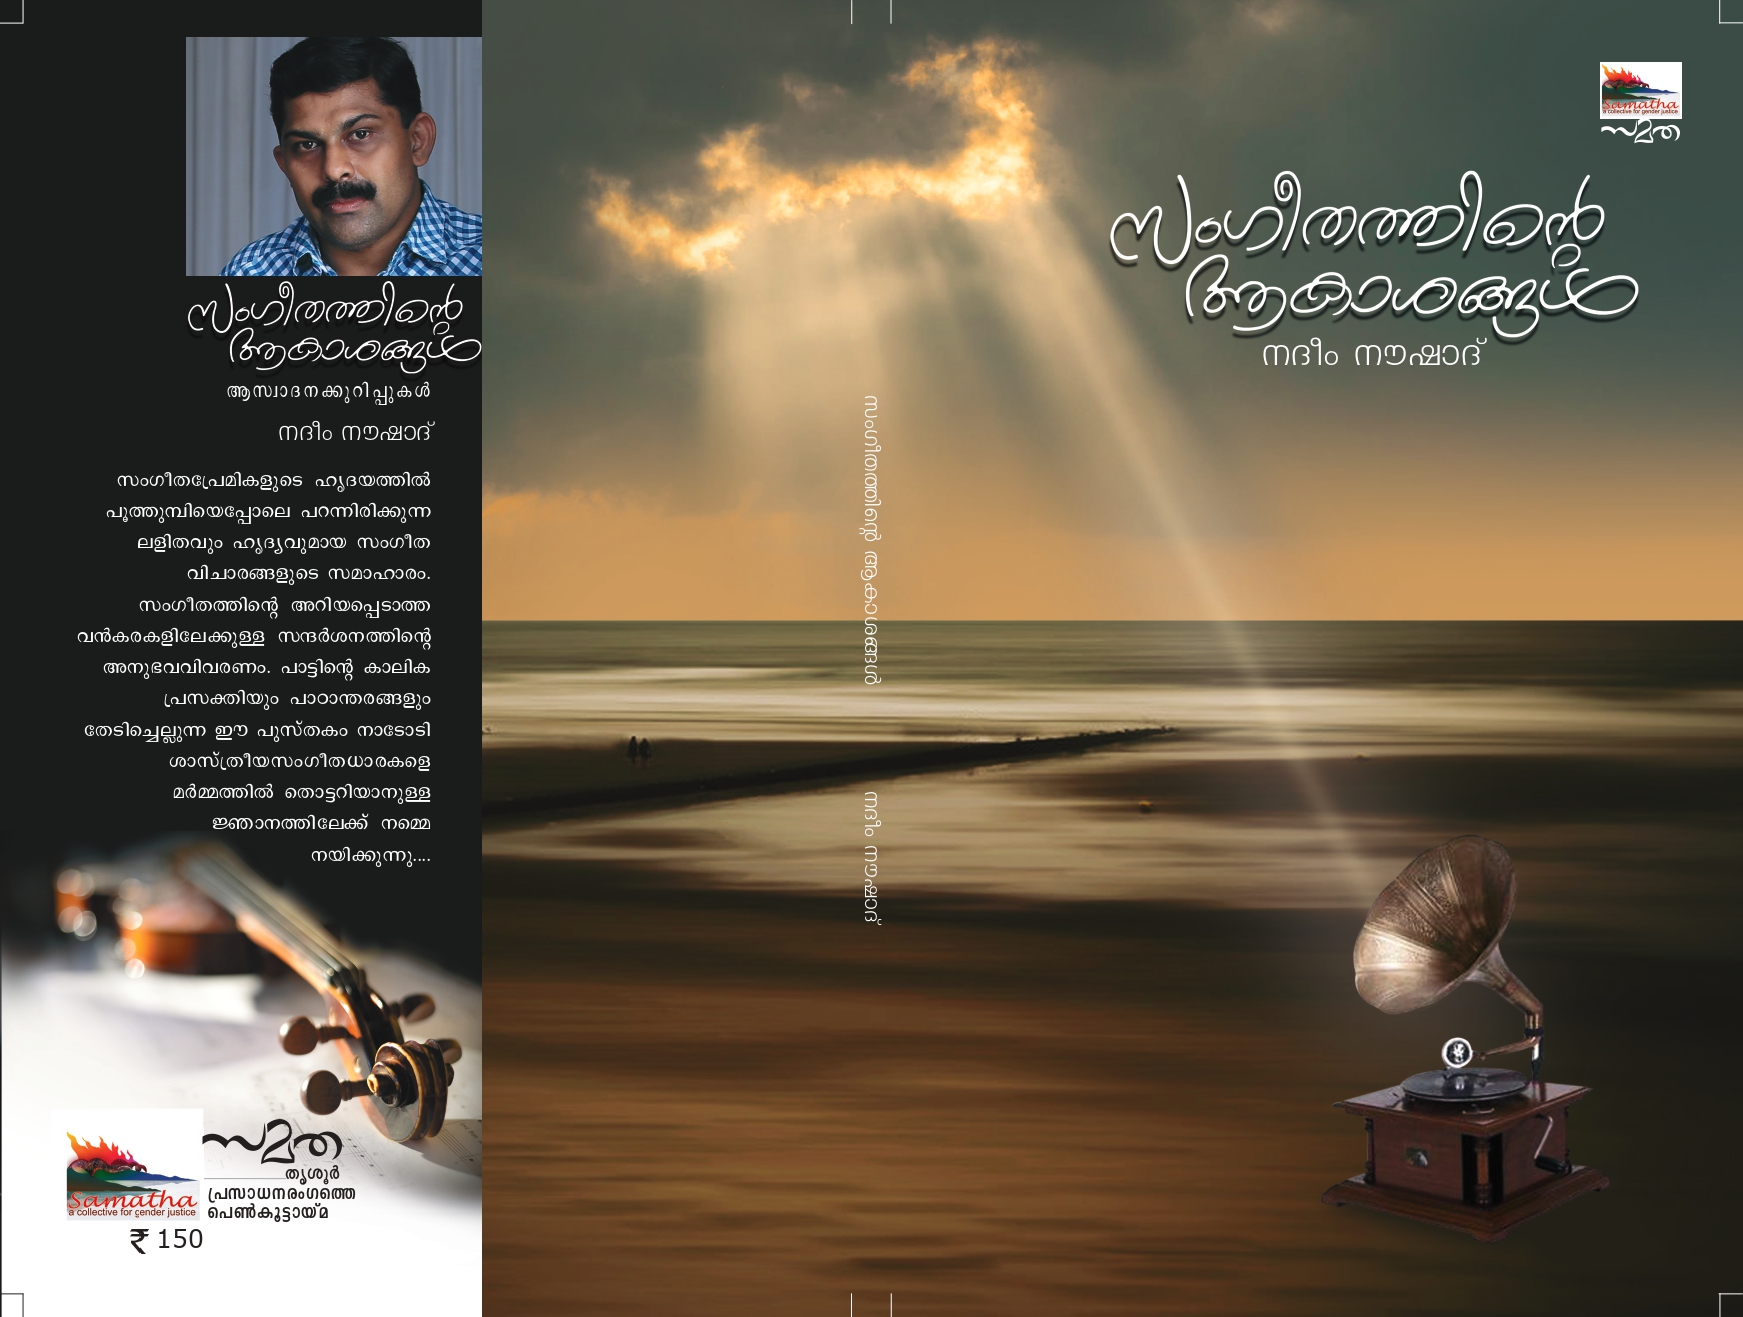 സംഗീതത്തിന്റെ
ആകാശങ്ങൾ
ആസ്വാദനക്കുറിപ്പുകൾ
നദീം നൗഷാദ്
സംഗീതപ്രേമികളുടെ ഹൃദയത്തിൽ
പൂത്തുമ്പിയെപ്പോലെ പറന്നിരിക്കുന്ന
ലളിതവും ഹൃദ്യവുമായ സംഗീത
വിചാരങ്ങളുടെ സമാഹാരം.
സംഗീതത്തിന്റെ അറിയപ്പെടാത്ത
വൻകരകളിലേക്കുള്ള സന്ദർശനത്തിന്റെ
അനുഭവവിവരണം. പാട്ടിന്റെ കാലിക
പ്രസക്തിയും പാഠാന്തരങ്ങളും
തേടിച്ചെല്ലുന്ന ഈ പുസ്തകം നാടോടി
ശാസ്ത്രീയസംഗീതധാരകളെ
മർമ്മത്തിൽ തൊട്ടറിയാനുള്ള
ജ്ഞാനത്തിലേക്ക് നമ്മെ
നയിക്കുന്നു....
Samatha
a collective for gender justice
സമത
തൃശൂർ
പ്രസാധനരംഗത്തെ
പെൺകൂട്ടായ്മ
₹ 150
സംഗീതത്തിന്റെ ആകാശങ്ങൾ
നദീം നൗഷാദ്
Samatha
a collective for gender justice
സമത
സംഗീതത്തിന്റെ
ആകാശങ്ങൾ
നദീം നൗഷാദ്